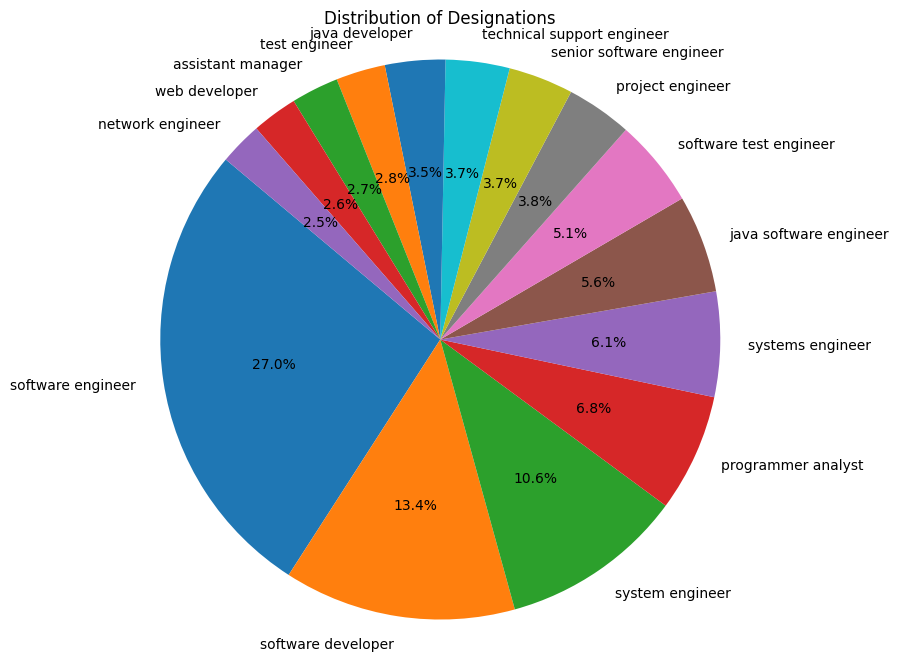 Distribution of Designations
java developer
technical support engineer
test engineer
senior software engineer
assistant manager
project engineer
web developer
network engineer
software test engineer
3.5%
3.7%
2.8%
3.7%
2.7%
3.8%
2.6%
2.5%
5.1%
java software engineer
5.6%
6.1%
systems engineer
27.0%
software engineer
6.8%
programmer analyst
10.6%
13.4%
system engineer
software developer